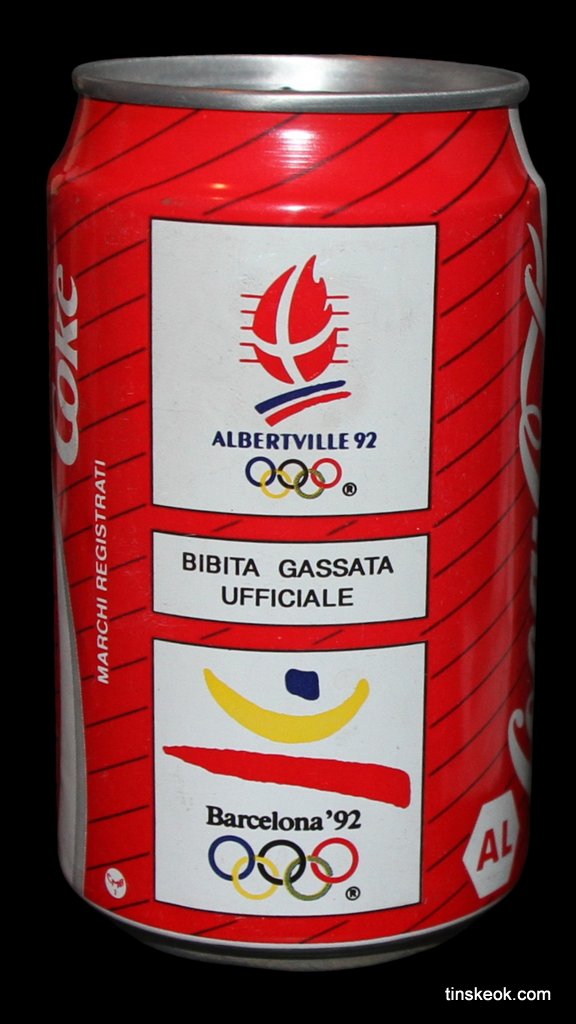 Coke
MARCHI REGISTRATI
ALBERTVILLE 92
®
BIBITA GASSATA
UFFICIALE
Barcelona '92
®
AL
tinskeok.com